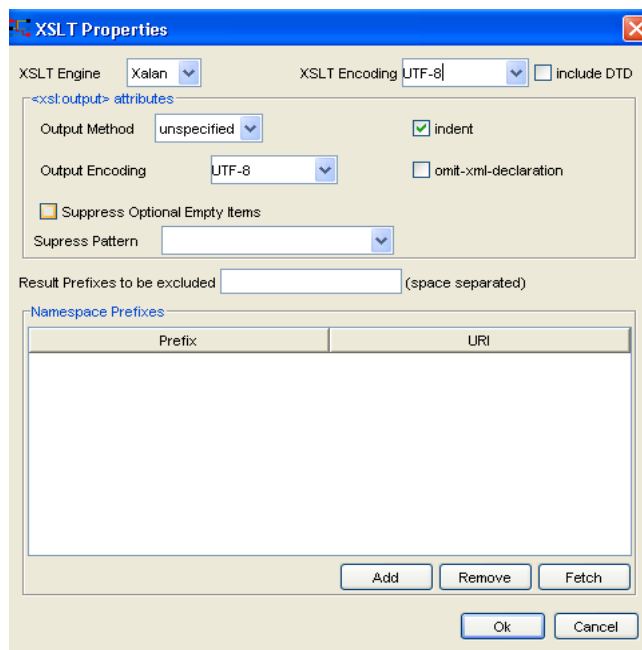 XSLT Properties
XSLT Engine Xalan XSLT Encoding UTF-8 include DTD
<xsl:output> attributes
Output Method unspecified indent
Output Encoding UTF-8 omit-xml-declaration
Suppress Optional Empty Items
Supress Pattern
Result Prefixes to be excluded (space separated)
Namespace Prefixes
Prefix URI
Add Remove Fetch
Ok Cancel